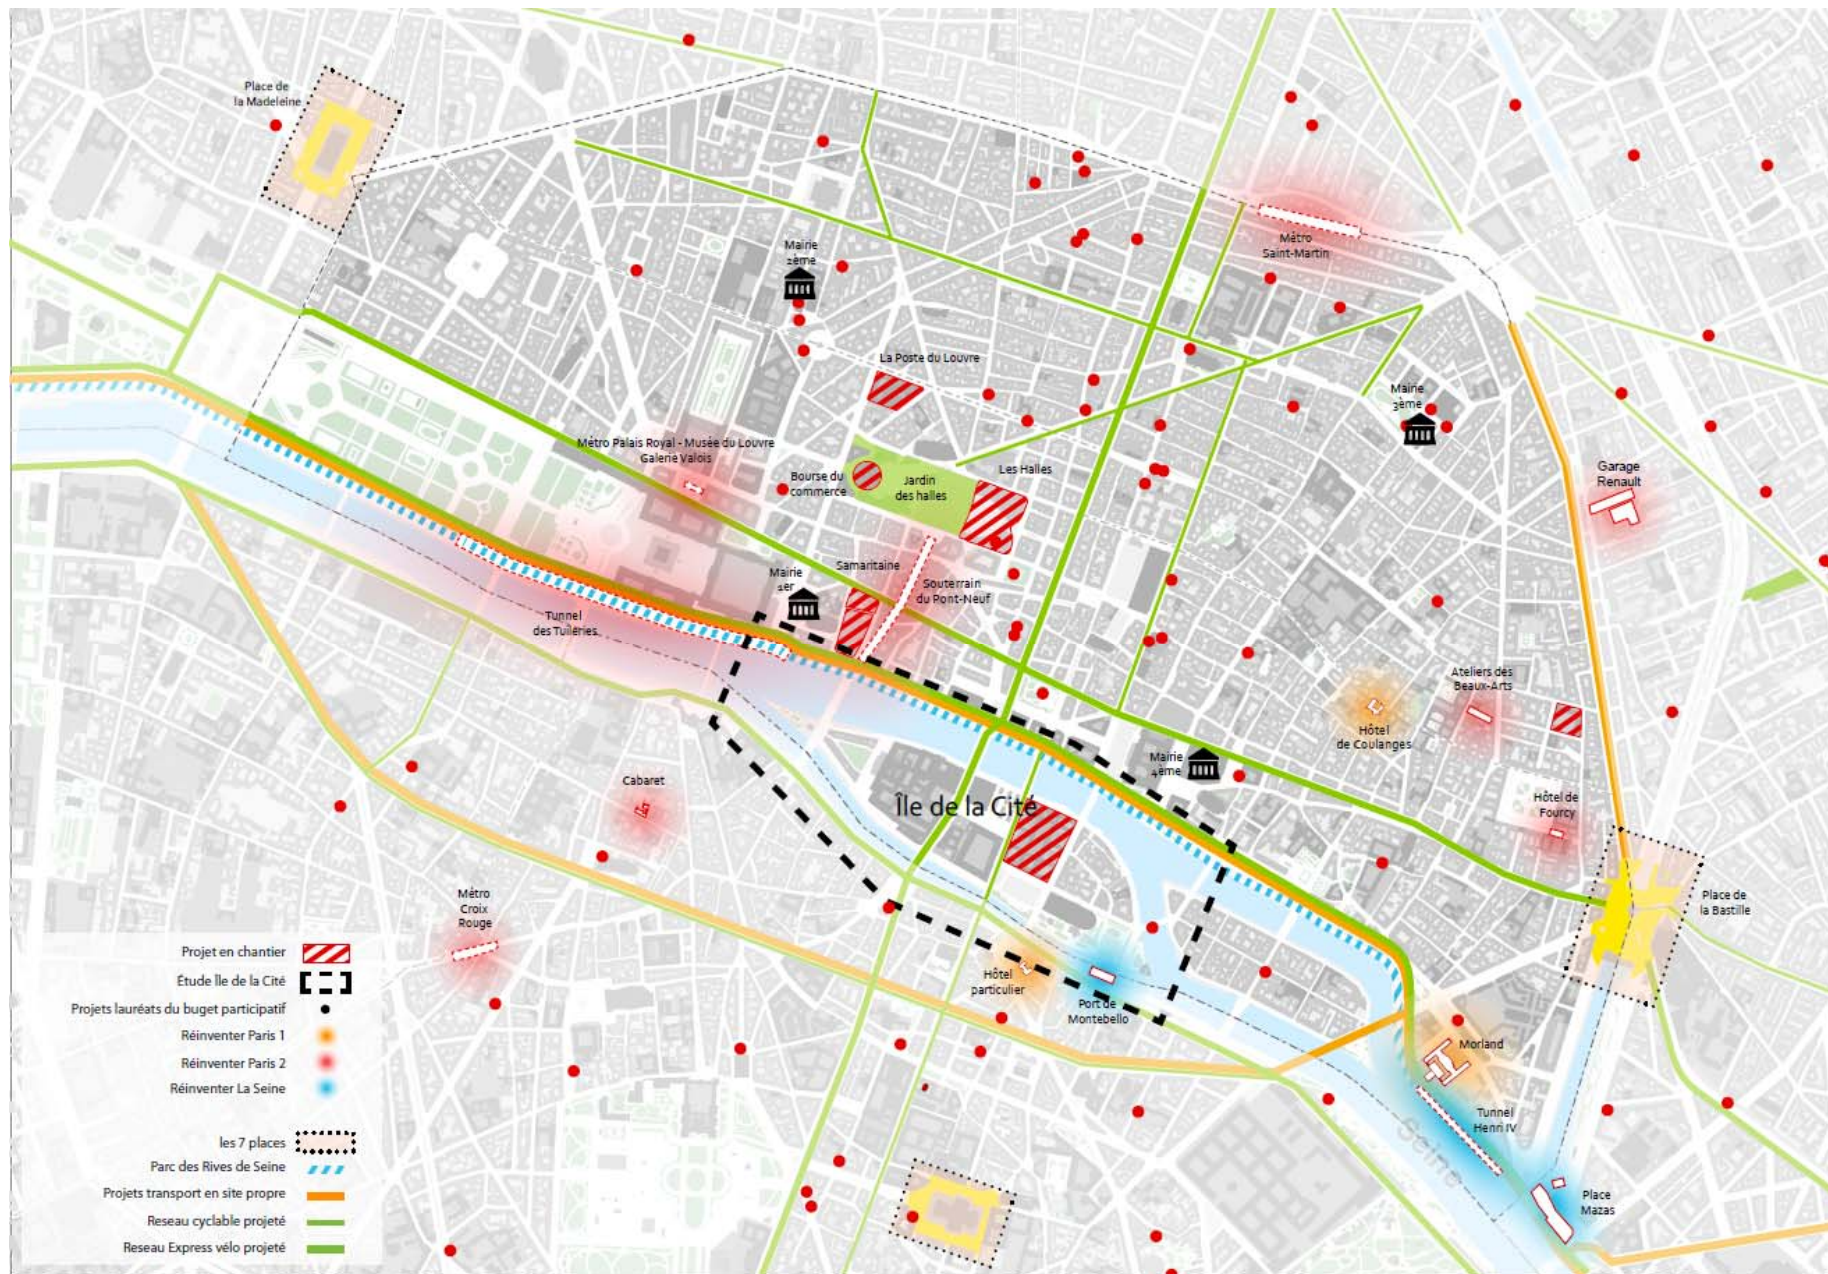 Place de
la Madeleine
Mairie
2ème
Métro
Saint-Martin
La Poste du Louvre
Mairie
3ème
Métro Palais Royal - Musée du Louvre
Galerie Valois
Bourse du
commerce
Jardin
des halles
Les Halles
Garage
Renault
Mairie
1er
Samaritaine
Souterrain
du Pont-Neuf
Tunnel
des Tuileries
Ateliers des
Beaux-Arts
Hôtel
de Coulanges
Mairie
4ème
Cabaret
Île de la Cité
Hôtel de
Fourcy
Place de
la Bastille
Métro
Croix
Rouge
Hôtel
particulier
Port de
Montebello
Morland
Tunnel
Henri IV
Seine
Place
Mazas
Projet en chantier
Étude île de la Cité
Projets lauréats du buget participatif
Réinventer Paris 1
Réinventer Paris 2
Réinventer La Seine
les 7 places
Parc des Rives de Seine
Projets transport en site propre
Reseau cyclable projeté
Reseau Express vélo projeté